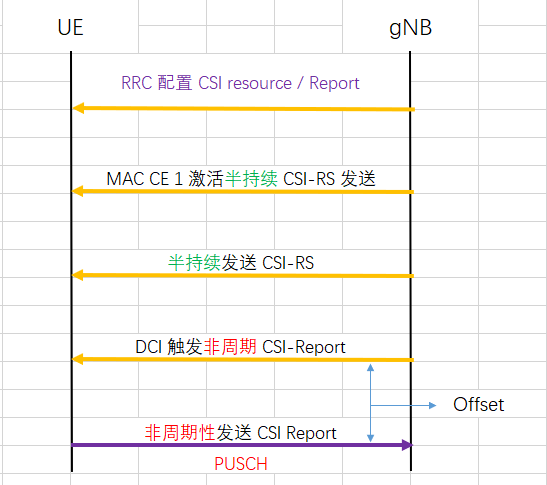 UE
gNB
RRC 配置 CSI resource / Report
MAC CE 1 激活半持续 CSI-RS 发送
半持续发送 CSI-RS
DCI 触发非周期 CSI-Report
Offset
非周期性发送 CSI Report
PUSCH